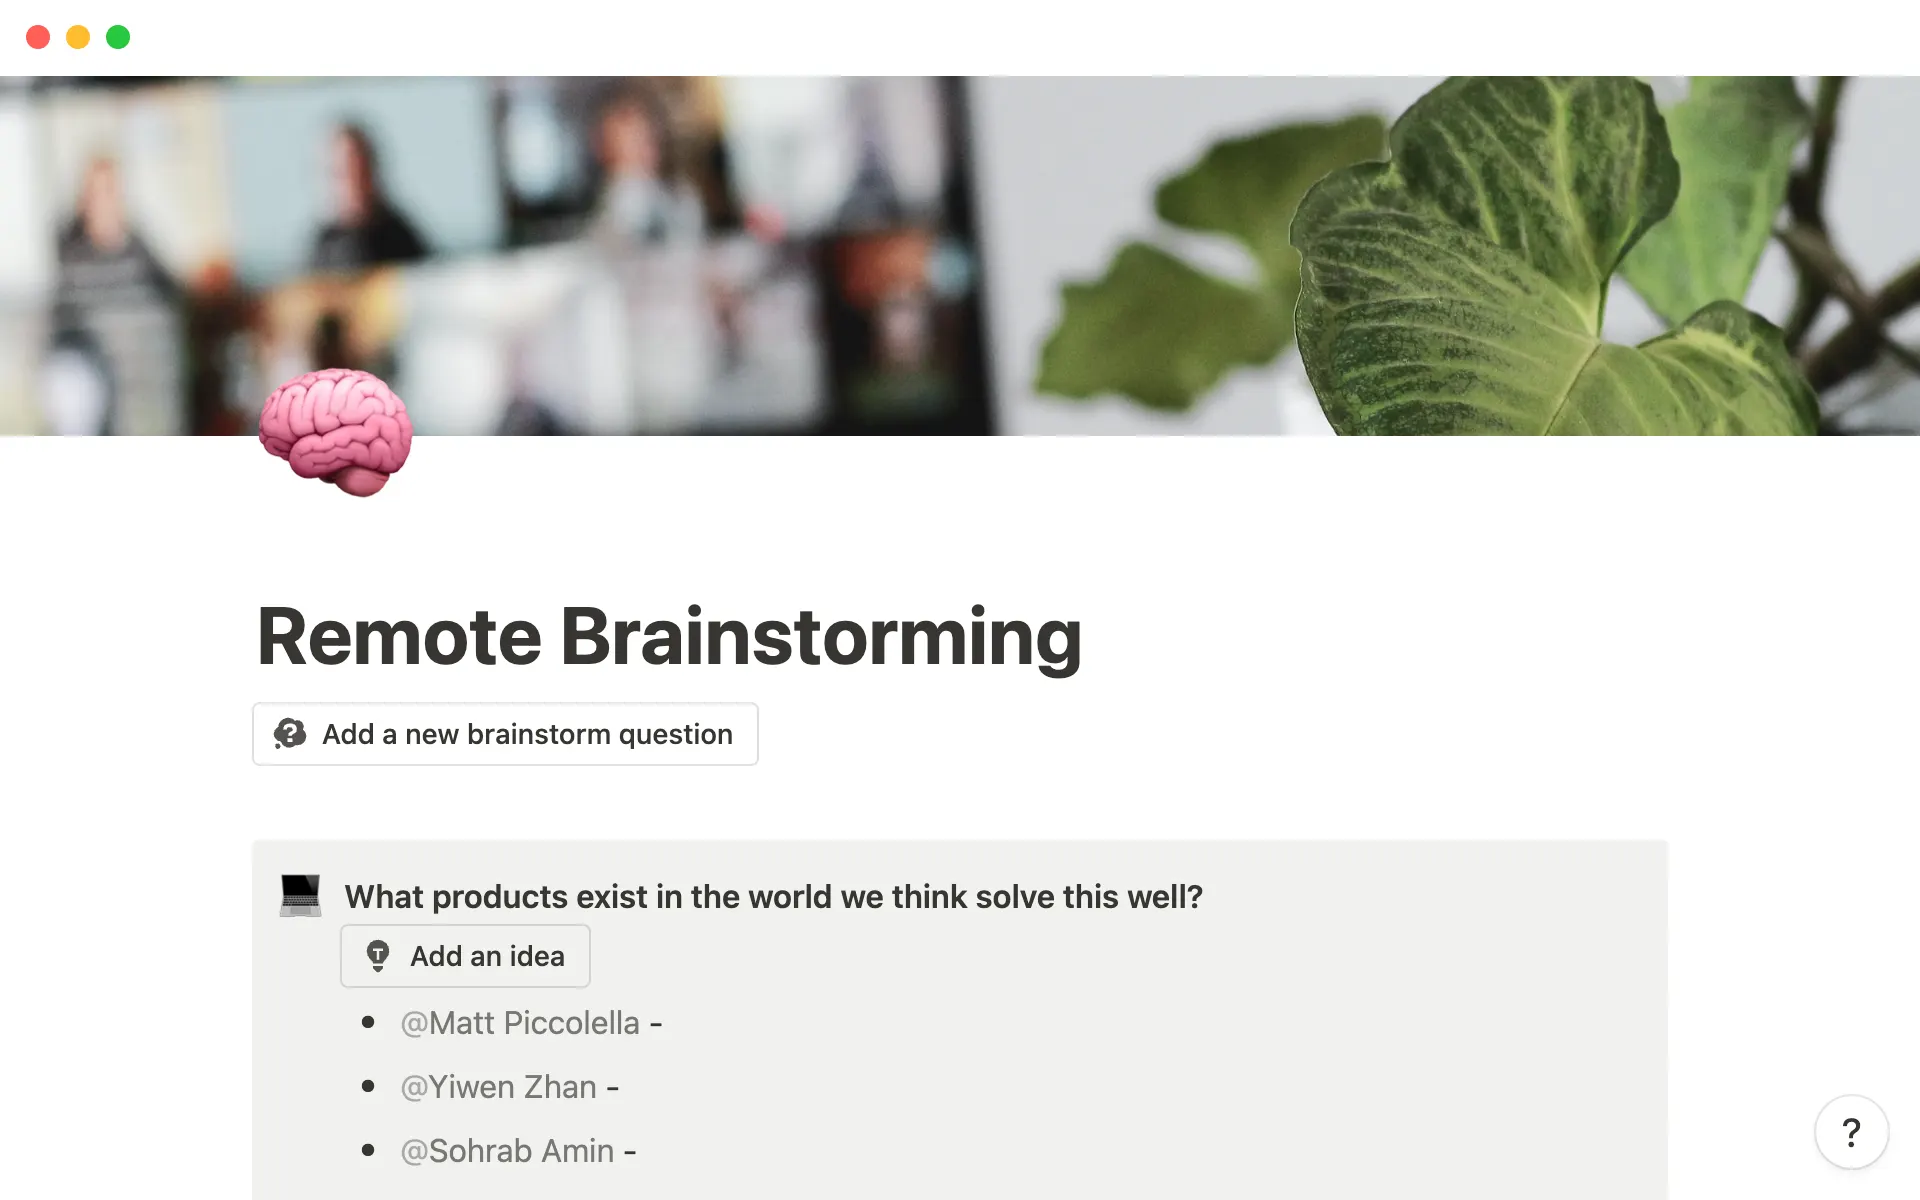 Remote Brainstorming
Add a new brainstorm question
What products exist in the world we think solve this well?
Add an idea
@Matt Piccolella -
@Yiwen Zhan -
@Sohrab Amin -
?